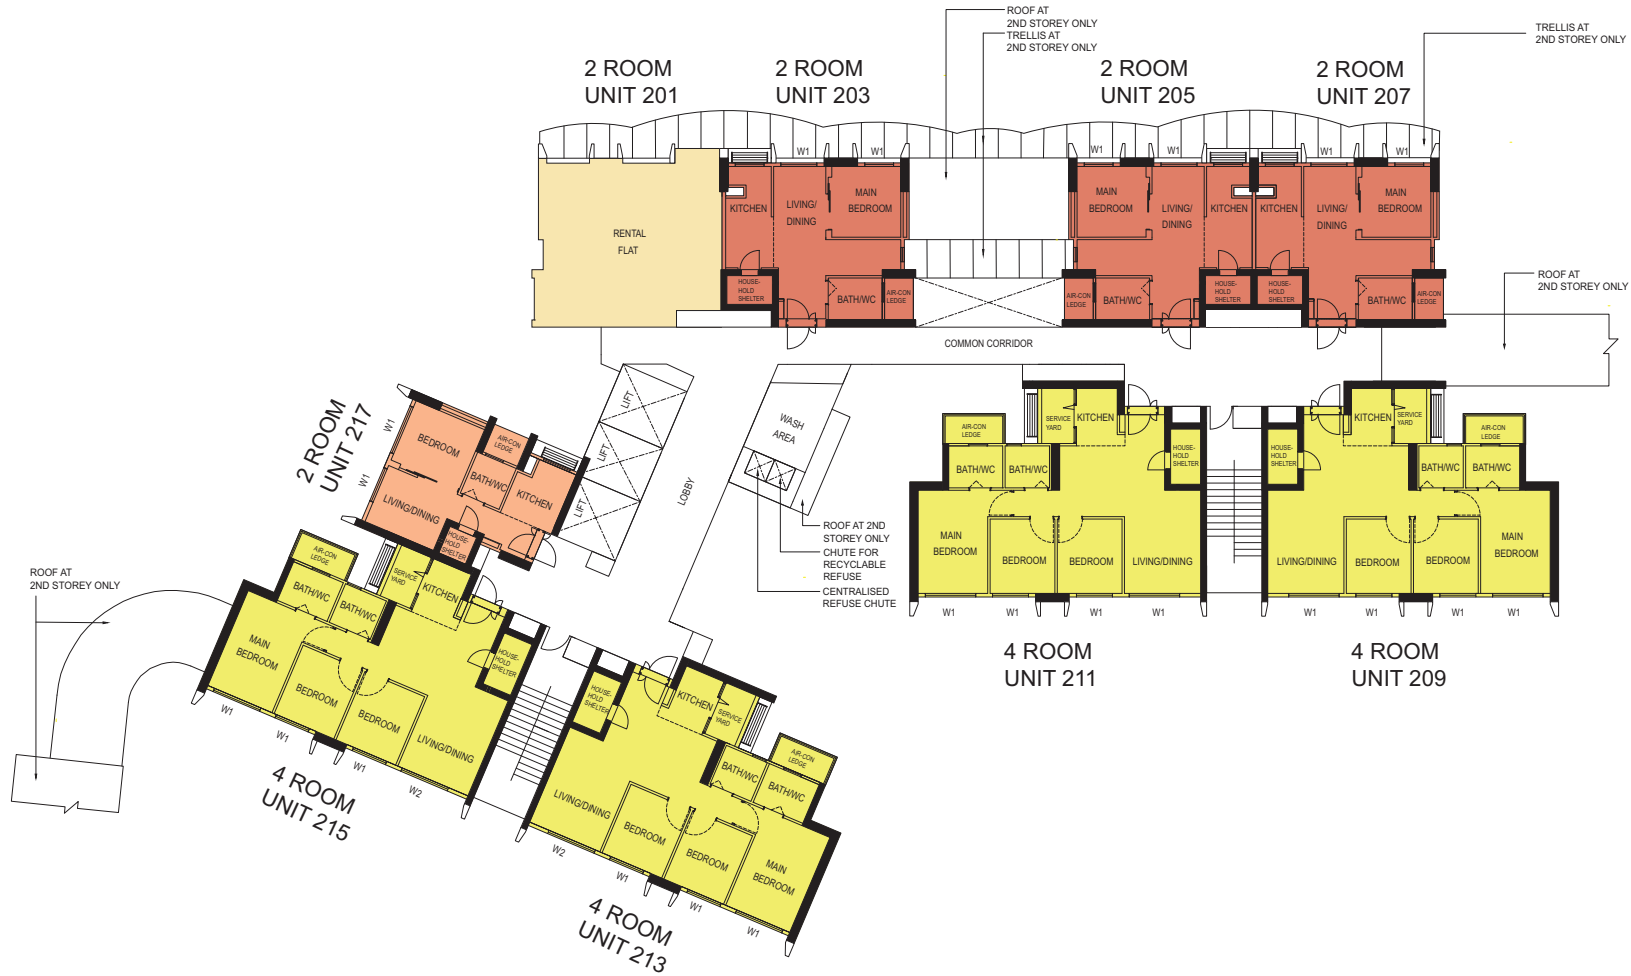 ROOF AT
2ND STOREY ONLY
TRELLIS AT
2ND STOREY ONLY
TRELLIS AT
2ND STOREY ONLY
2 ROOM
UNIT 201
2 ROOM
UNIT 203
2 ROOM
UNIT 205
2 ROOM
UNIT 207
W1
W1
W1
W1
W1
W1
RENTAL
FLAT
KITCHEN
LIVING/
DINING
MAIN
BEDROOM
HOUSE-
HOLD
SHELTER
BATH/WC
AIR-CON
LEDGE
MAIN
BEDROOM
LIVING/
DINING
KITCHEN
AIR-CON
LEDGE
BATH/WC
HOUSE-
HOLD
SHELTER
KITCHEN
LIVING/
DINING
MAIN
BEDROOM
HOUSE-
HOLD
SHELTER
BATH/WC
AIR-CON
LEDGE
ROOF AT
2ND STOREY ONLY
COMMON CORRIDOR
2 ROOM
UNIT 217
W1
W1
BEDROOM
AIR-CON
LEDGE
BATH/WC
KITCHEN
LIVING/DINING
HOUSE-
HOLD
SHELTER
LIFT
LIFT
LIFT
LOBBY
WASH
AREA
ROOF AT 2ND
STOREY ONLY
CHUTE FOR
RECYCLABLE
REFUSE
CENTRALISED
REFUSE CHUTE
AIR-CON
LEDGE
SERVICE
YARD
KITCHEN
BATH/WC
BATH/WC
HOUSE-
HOLD
SHELTER
MAIN
BEDROOM
BEDROOM
BEDROOM
LIVING/DINING
W1
W1
W1
W1
4 ROOM
UNIT 211
HOUSE-
HOLD
SHELTER
KITCHEN
SERVICE
YARD
AIR-CON
LEDGE
BATH/WC
BATH/WC
LIVING/DINING
BEDROOM
BEDROOM
MAIN
BEDROOM
W1
W1
W1
W1
4 ROOM
UNIT 209
ROOF AT
2ND STOREY ONLY
AIR-CON
LEDGE
SERVICE
YARD
KITCHEN
BATH/WC
BATH/WC
HOUSE-
HOLD
SHELTER
MAIN
BEDROOM
BEDROOM
BEDROOM
LIVING/DINING
W1
W1
W1
W2
4 ROOM
UNIT 215
HOUSE-
HOLD
SHELTER
KITCHEN
SERVICE
YARD
AIR-CON
LEDGE
BATH/WC
BATH/WC
LIVING/DINING
BEDROOM
BEDROOM
MAIN
BEDROOM
W2
W1
W1
W1
4 ROOM
UNIT 213